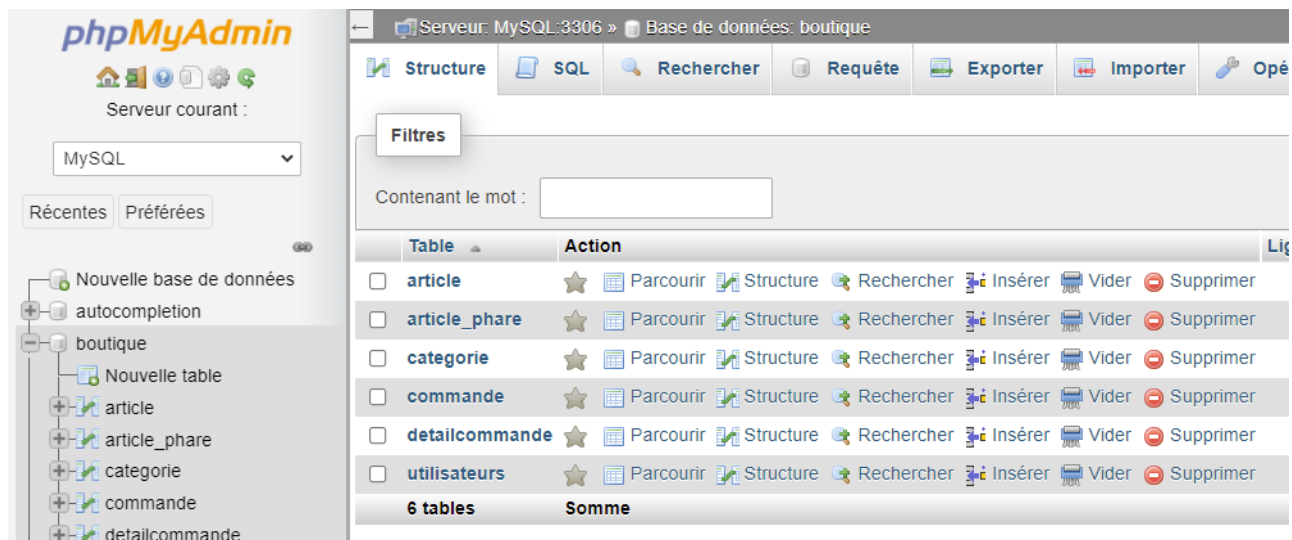 phpMyAdmin
Serveur courant :
MySQL
Récentes Préférées
Nouvelle base de données
autocompletion
boutique
Nouvelle table
article
article_phare
categorie
commande
detailcommande
Serveur: MySQL:3306 » Base de données: boutique
Structure SQL Rechercher Requête Exporter Importer Opé
Filtres
Contenant le mot :
Table Action Lig
article Parcourir Structure Rechercher Insérer Vider Supprimer
article_phare Parcourir Structure Rechercher Insérer Vider Supprimer
categorie Parcourir Structure Rechercher Insérer Vider Supprimer
commande Parcourir Structure Rechercher Insérer Vider Supprimer
detailcommande Parcourir Structure Rechercher Insérer Vider Supprimer
utilisateurs Parcourir Structure Rechercher Insérer Vider Supprimer
6 tables Somme